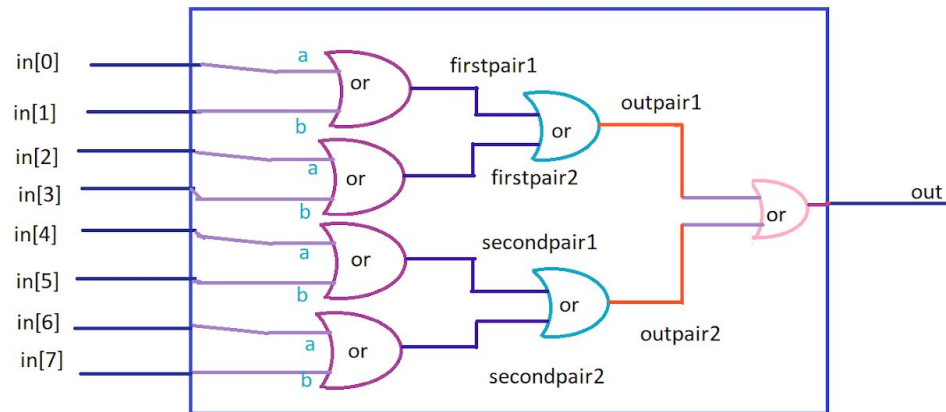 in[0]
a
or
firstpair1
in[1]
b
outpair1
or
in[2]
a
or
firstpair2
in[3]
b
or
out
in[4]
a
or
secondpair1
in[5]
b
or
in[6]
a
or
outpair2
in[7]
b
secondpair2